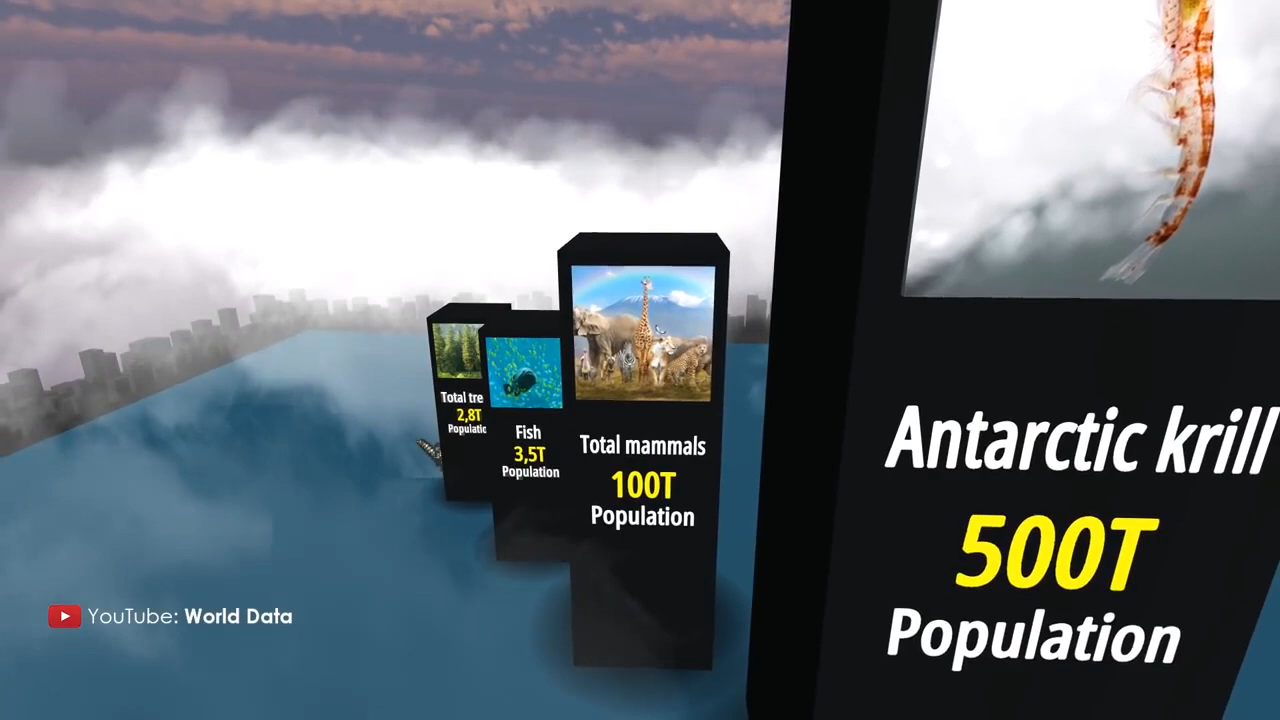 Total tre
2,8T
Populatic
Fish
3,5T
Population
Total mammals
100T
Population
Antarctic krill
500T
Population
YouTube: World Data